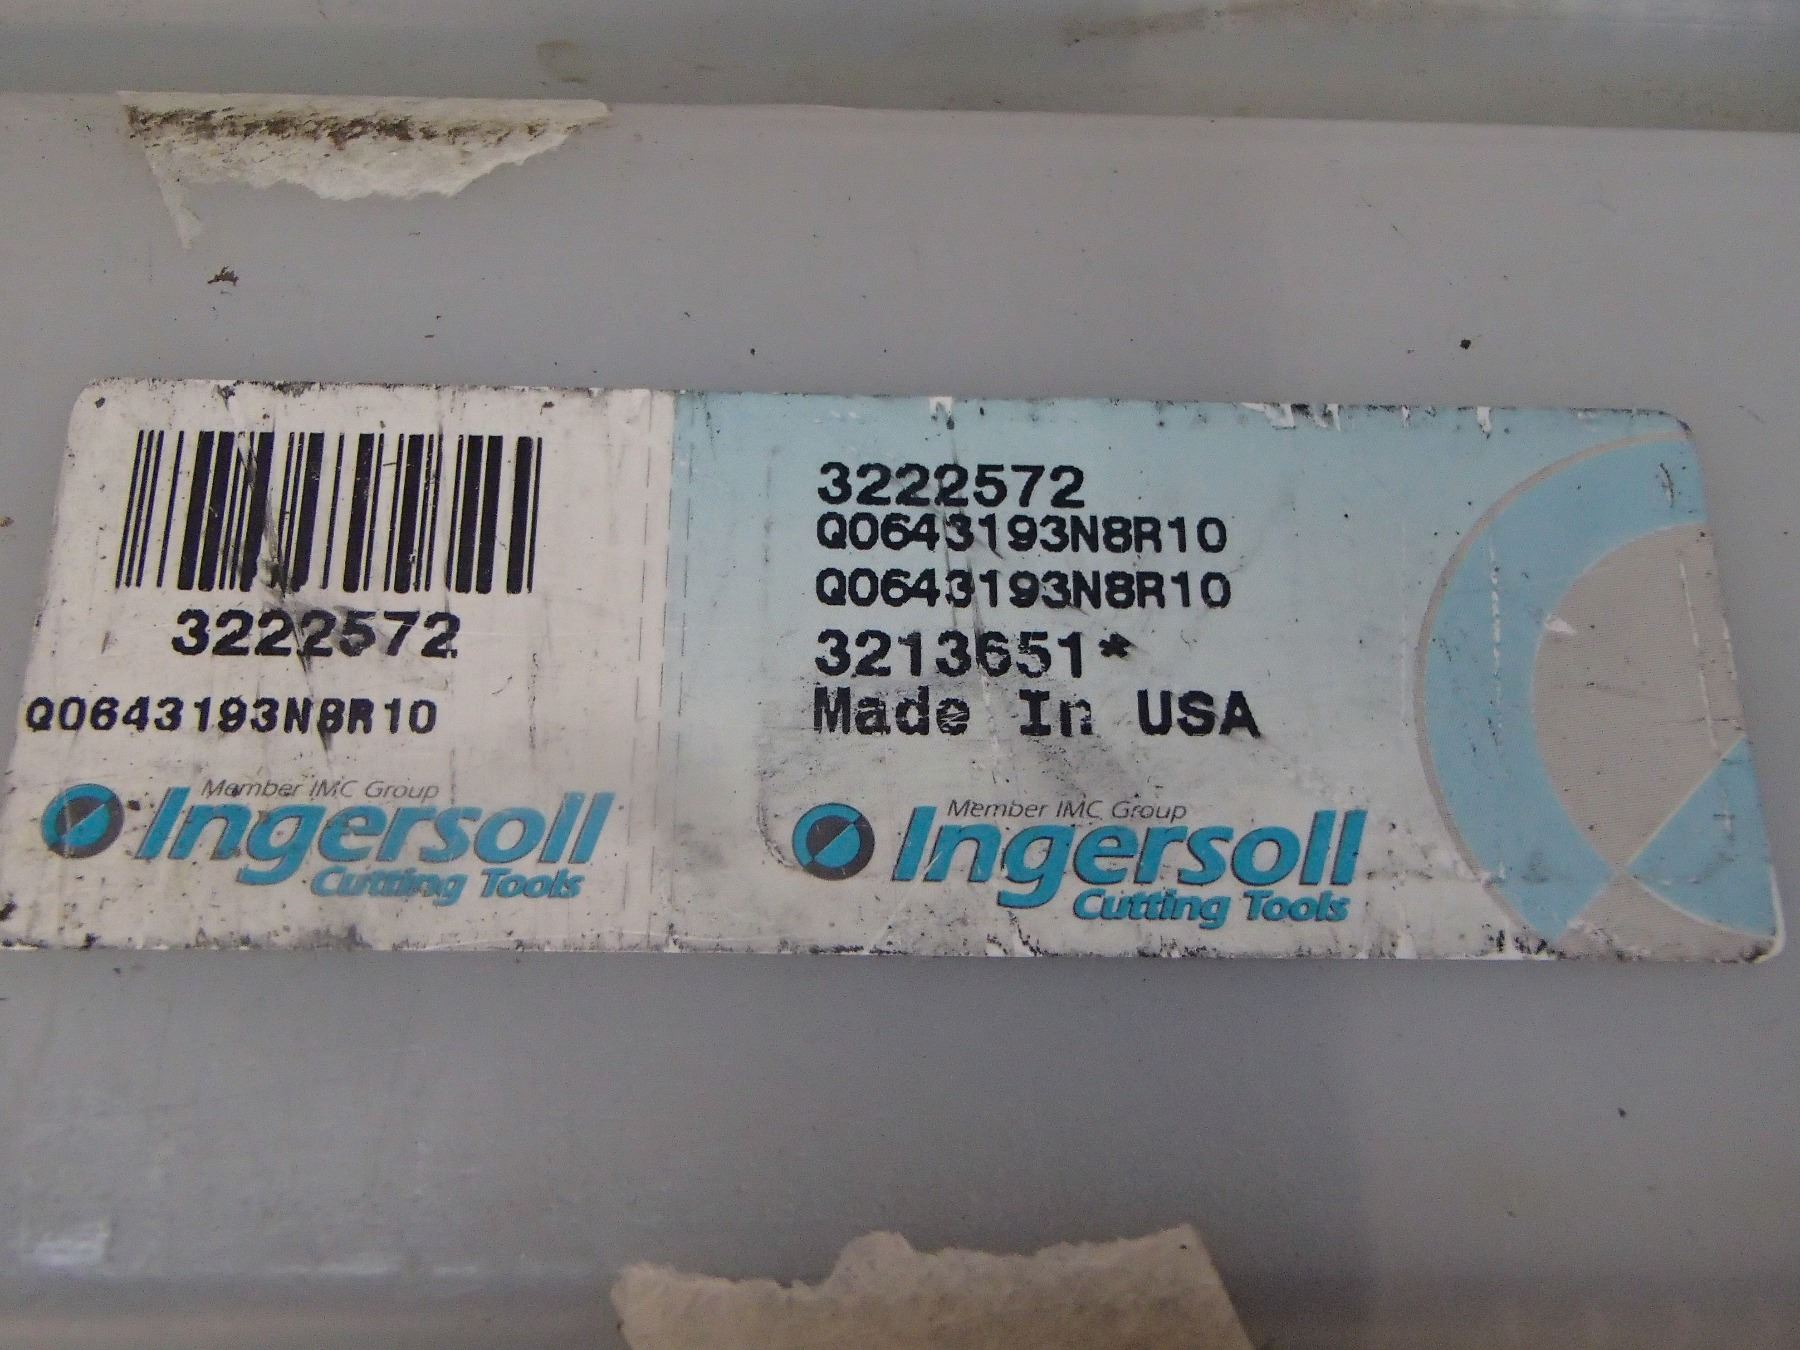 3222572
Q0643193N8R10
Member IMC Group
Ingersoll
Cutting Tools
3222572
Q0643193N8R10
Q0643193N8R10
3213651*
Made In USA
Member IMC Group
Ingersoll
Cutting Tools